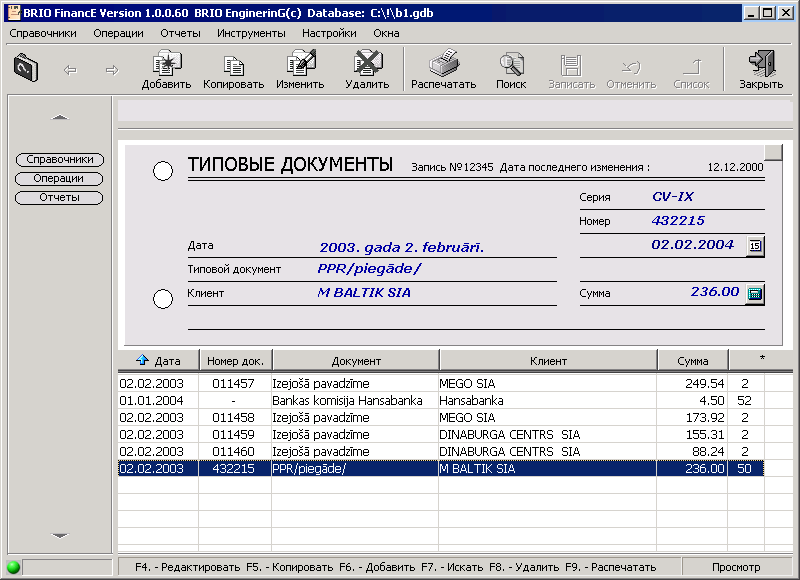 BRIO FinancE Version 1.0.0.60 BRIO EnginerinG(c) Database: C:\!\b1.gdb
Справочники Операции Отчеты Инструменты Настройки Окна
Добавить Копировать Изменить Удалить Распечатать Поиск Записать Отменить Список Закрыть
Справочники
Операции
Отчеты
ТИПОВЫЕ ДОКУМЕНТЫ Запись №12345 Дата последнего изменения : 12.12.2000
Серия CV-IX
Номер 432215
Дата 2003. gada 2. februāri. 02.02.2004 15
Типовой документ PPR/piegāde/
Клиент M BALTIK SIA Сумма 236.00
Дата Номер док. Документ Клиент Сумма *
02.02.2003 011457 Izejošā pavadzīme MEGO SIA 249.54 2
01.01.2004 - Bankas komisija Hansabanka Hansabanka 4.50 52
02.02.2003 011458 Izejošā pavadzīme MEGO SIA 173.92 2
02.02.2003 011459 Izejošā pavadzīme DINABURGA CENTRS SIA 155.31 2
02.02.2003 011460 Izejošā pavadzīme DINABURGA CENTRS SIA 88.24 2
02.02.2003 432215 PPR/piegāde/ M BALTIK SIA 236.00 50
F4. - Редактировать F5. - Копировать F6. - Добавить F7. - Искать F8. - Удалить F9. - Распечатать Просмотр